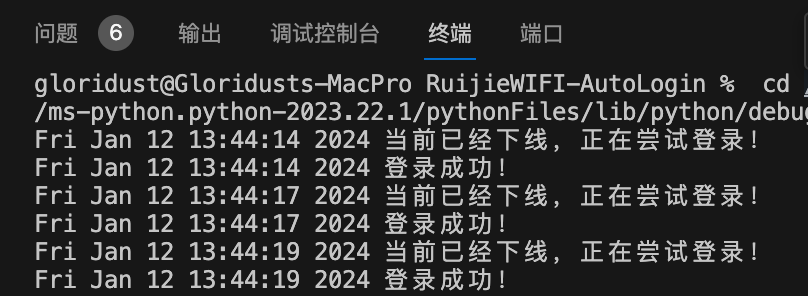 问题 6 输出 调试控制台 终端 端口
gloridust@Gloridusts-MacPro RuijieWIFI-AutoLogin % cd
/ms-python.python-2023.22.1/pythonFiles/lib/python/debug
Fri Jan 12 13:44:14 2024 当前已经下线，正在尝试登录！
Fri Jan 12 13:44:14 2024 登录成功！
Fri Jan 12 13:44:17 2024 当前已经下线，正在尝试登录！
Fri Jan 12 13:44:17 2024 登录成功！
Fri Jan 12 13:44:19 2024 当前已经下线，正在尝试登录！
Fri Jan 12 13:44:19 2024 登录成功！